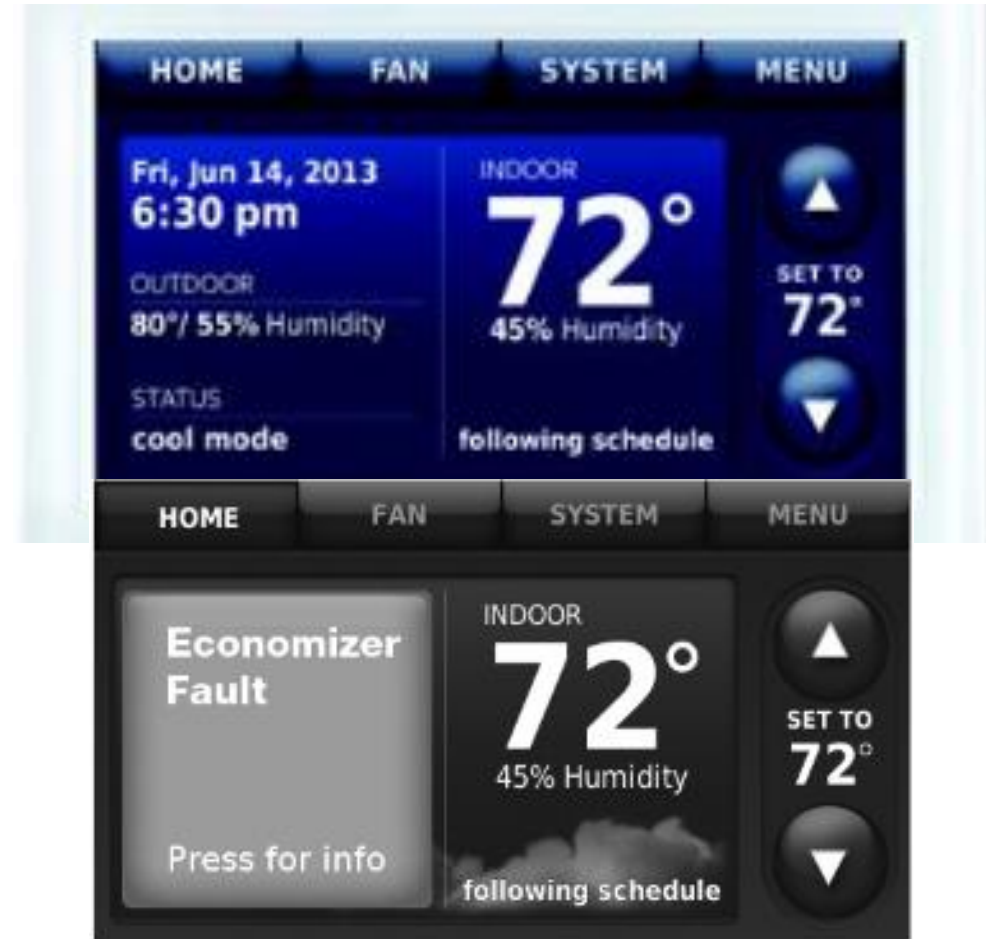 HOME FAN SYSTEM MENU
Fri, Jun 14, 2013
6:30 pm
OUTDOOR
80°/ 55% Humidity
STATUS
cool mode
INDOOR
72°
45% Humidity
following schedule
SET TO
72°
HOME FAN SYSTEM MENU
Economizer
Fault
Press for info
INDOOR
72°
45% Humidity
following schedule
SET TO
72°